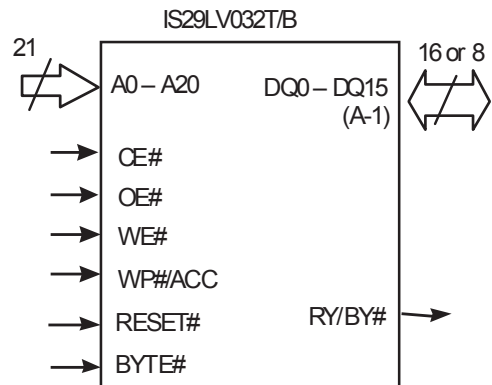 IS29LV032T/B
21
16 or 8
A0 – A20
DQ0 – DQ15
(A-1)
CE#
OE#
WE#
WP#/ACC
RESET#
RY/BY#
BYTE#